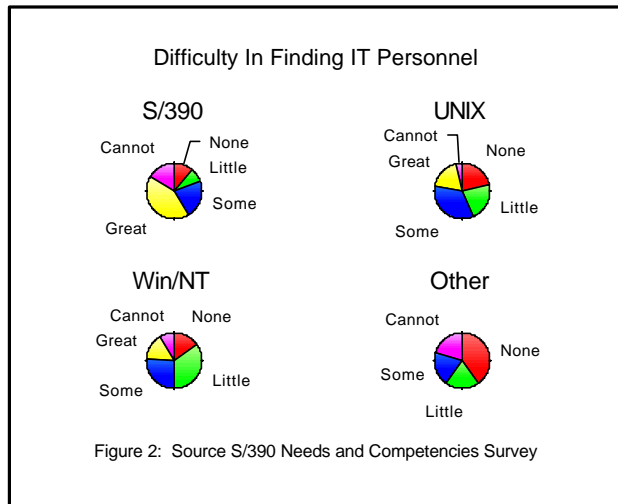 Difficulty In Finding IT Personnel
S/390
None
Cannot
Little
Some
Great
UNIX
Cannot
None
Great
Little
Some
Win/NT
Cannot
None
Great
Little
Some
Other
Cannot
None
Some
Little
Figure 2: Source S/390 Needs and Competencies Survey